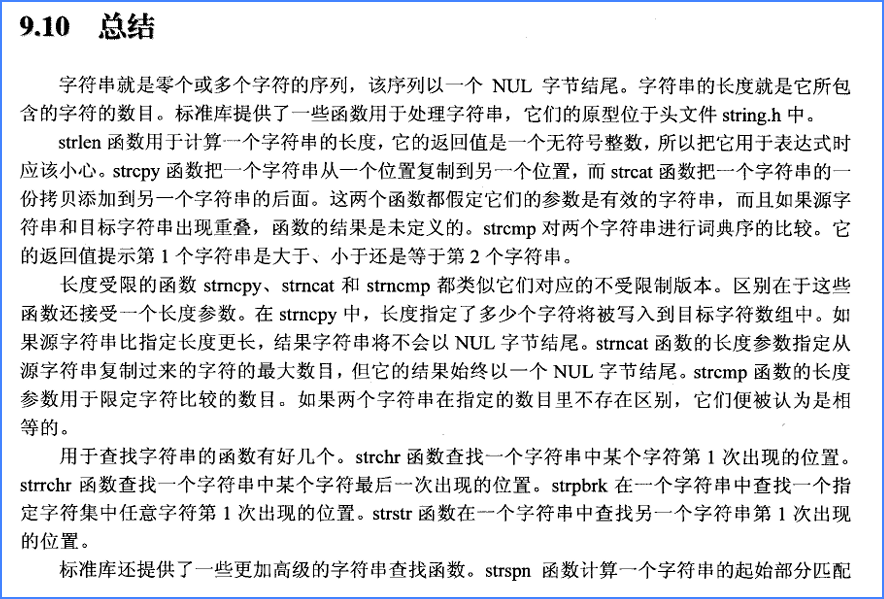 9.10 总结
字符串就是零个或多个字符的序列，该序列以一个 NUL 字节结尾。字符串的长度就是它所包
含的字符的数目。标准库提供了一些函数用于处理字符串，它们的原型位于头文件 string.h 中。
strlen 函数用于计算一个字符串的长度，它的返回值是一个无符号整数，所以把它用于表达式时
应该小心。strcpy 函数把一个字符串从一个位置复制到另一个位置，而 strcat 函数把一个字符串的一
份拷贝添加到另一个字符串的后面。这两个函数都假定它们的参数是有效的字符串，而且如果源字
符串和目标字符串出现重叠，函数的结果是未定义的。strcmp 对两个字符串进行词典序的比较。它
的返回值提示第 1 个字符串是大于、小于还是等于第 2 个字符串。
长度受限的函数 strncpy、strncat 和 strncmp 都类似它们对应的不受限制版本。区别在于这些
函数还接受一个长度参数。在 strncpy 中，长度指定了多少个字符将被写入到目标字符数组中。如
果源字符串比指定长度更长，结果字符串将不会以 NUL 字节结尾。strncat 函数的长度参数指定从
源字符串复制过来的字符的最大数目，但它的结果始终以一个 NUL 字节结尾。strcmp 函数的长度
参数用于限定字符比较的数目。如果两个字符串在指定的数目里不存在区别，它们便被认为是相
等的。
用于查找字符串的函数有好几个。strchr 函数查找一个字符串中某个字符第 1 次出现的位置。
strrchr 函数查找一个字符串中某个字符最后一次出现的位置。strpbrk 在一个字符串中查找一个指
定字符集中任意字符第 1 次出现的位置。strstr 函数在一个字符串中查找另一个字符串第 1 次出现
的位置。
标准库还提供了一些更加高级的字符串查找函数。strspn 函数计算一个字符串的起始部分匹配